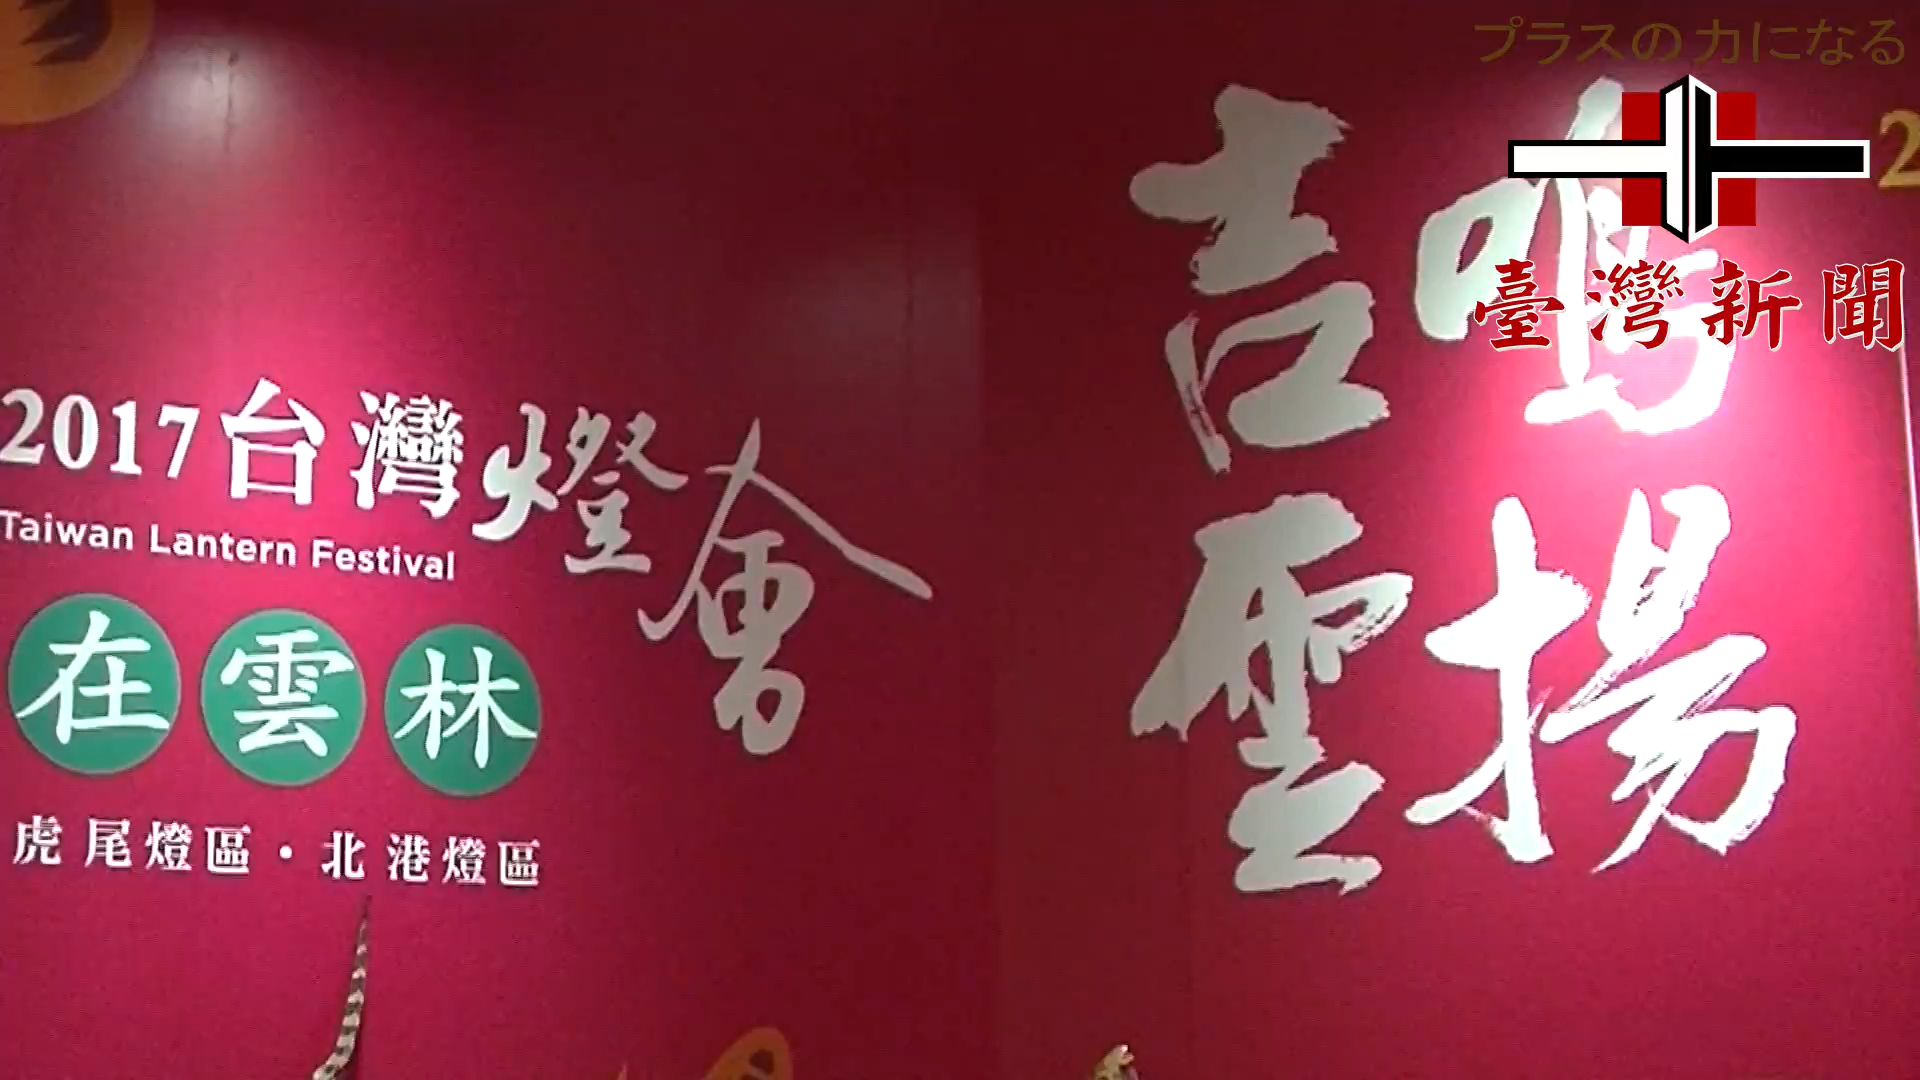 プラスの力になる
臺灣新聞
2017台灣燈會
Taiwan Lantern Festival
在雲林
虎尾燈區・北港燈區
吉鳴
雲揚
2